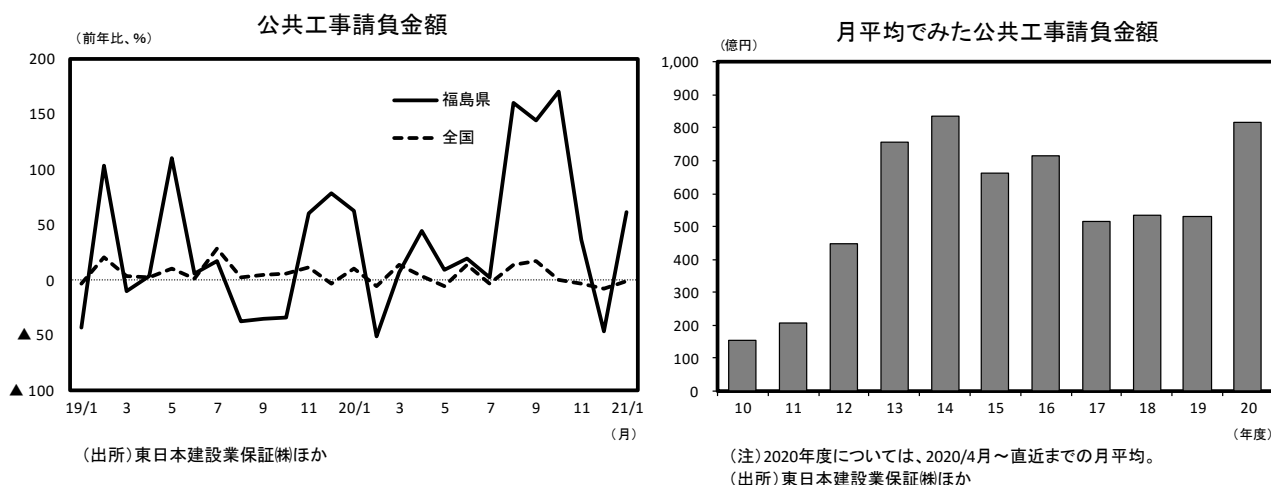 公共工事請負金額
（前年比、%）
200
150
100
50
0
▲ 50
▲ 100
福島県
全国
19/1 3 5 7 9 11 20/1 3 5 7 9 11 21/1
（月）
（出所）東日本建設業保証㈱ほか
月平均でみた公共工事請負金額
（億円）
1,000
900
800
700
600
500
400
300
200
100
0
10 11 12 13 14 15 16 17 18 19 20
（年度）
（注）2020年度については、2020/4月～直近までの月平均。
（出所）東日本建設業保証㈱ほか